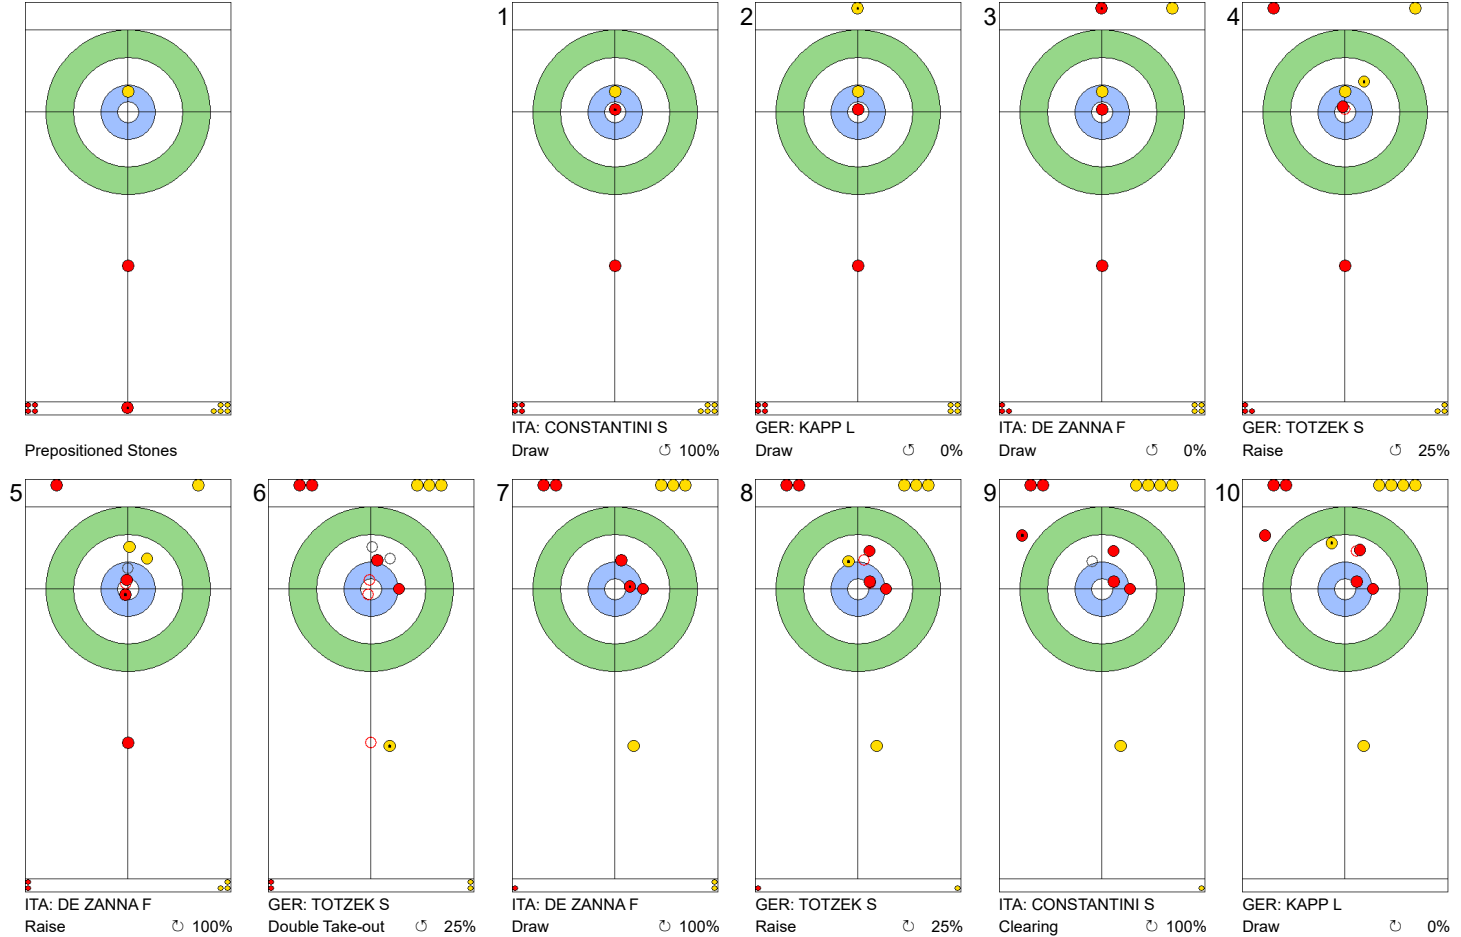 1
2
3
4
Prepositioned Stones
ITA: CONSTANTINI S
Draw 100%
GER: KAPP L
Draw 0%
ITA: DE ZANNA F
Draw 0%
GER: TOTZEK S
Raise 25%
5
6
7
8
9
10
ITA: DE ZANNA F
Raise 100%
GER: TOTZEK S
Double Take-out 25%
ITA: DE ZANNA F
Draw 100%
GER: TOTZEK S
Raise 25%
ITA: CONSTANTINI S
Clearing 100%
GER: KAPP L
Draw 0%